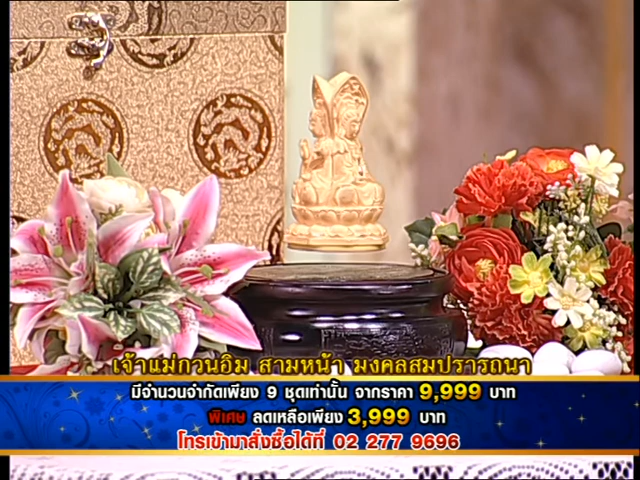 เจ้าแม่กวนอิม สามหน้า มงคลสมปรารถนา
มีจำนวนจำกัดเพียง 9 ชุดเท่านั้น จากราคา 9,999 บาท
พิเศษ ลดเหลือเพียง 3,999 บาท
โทรเข้ามาสั่งซื้อได้ที่ 02 277 9696